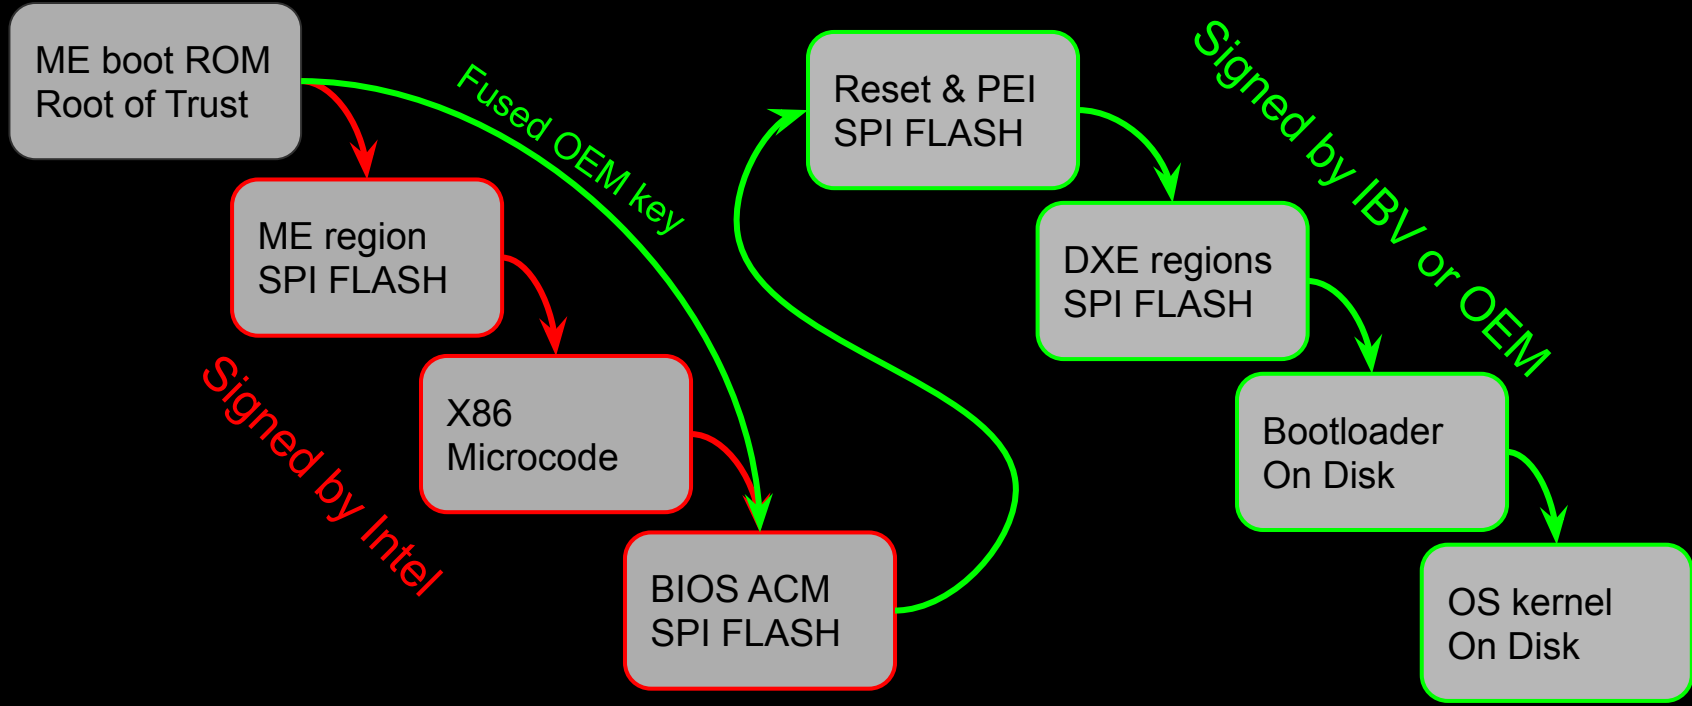 ME boot ROM
Root of Trust
Fused OEM key
ME region
SPI FLASH
X86
Microcode
Signed by Intel
BIOS ACM
SPI FLASH
Reset & PEI
SPI FLASH
Signed by IBV or OEM
DXE regions
SPI FLASH
Bootloader
On Disk
OS kernel
On Disk